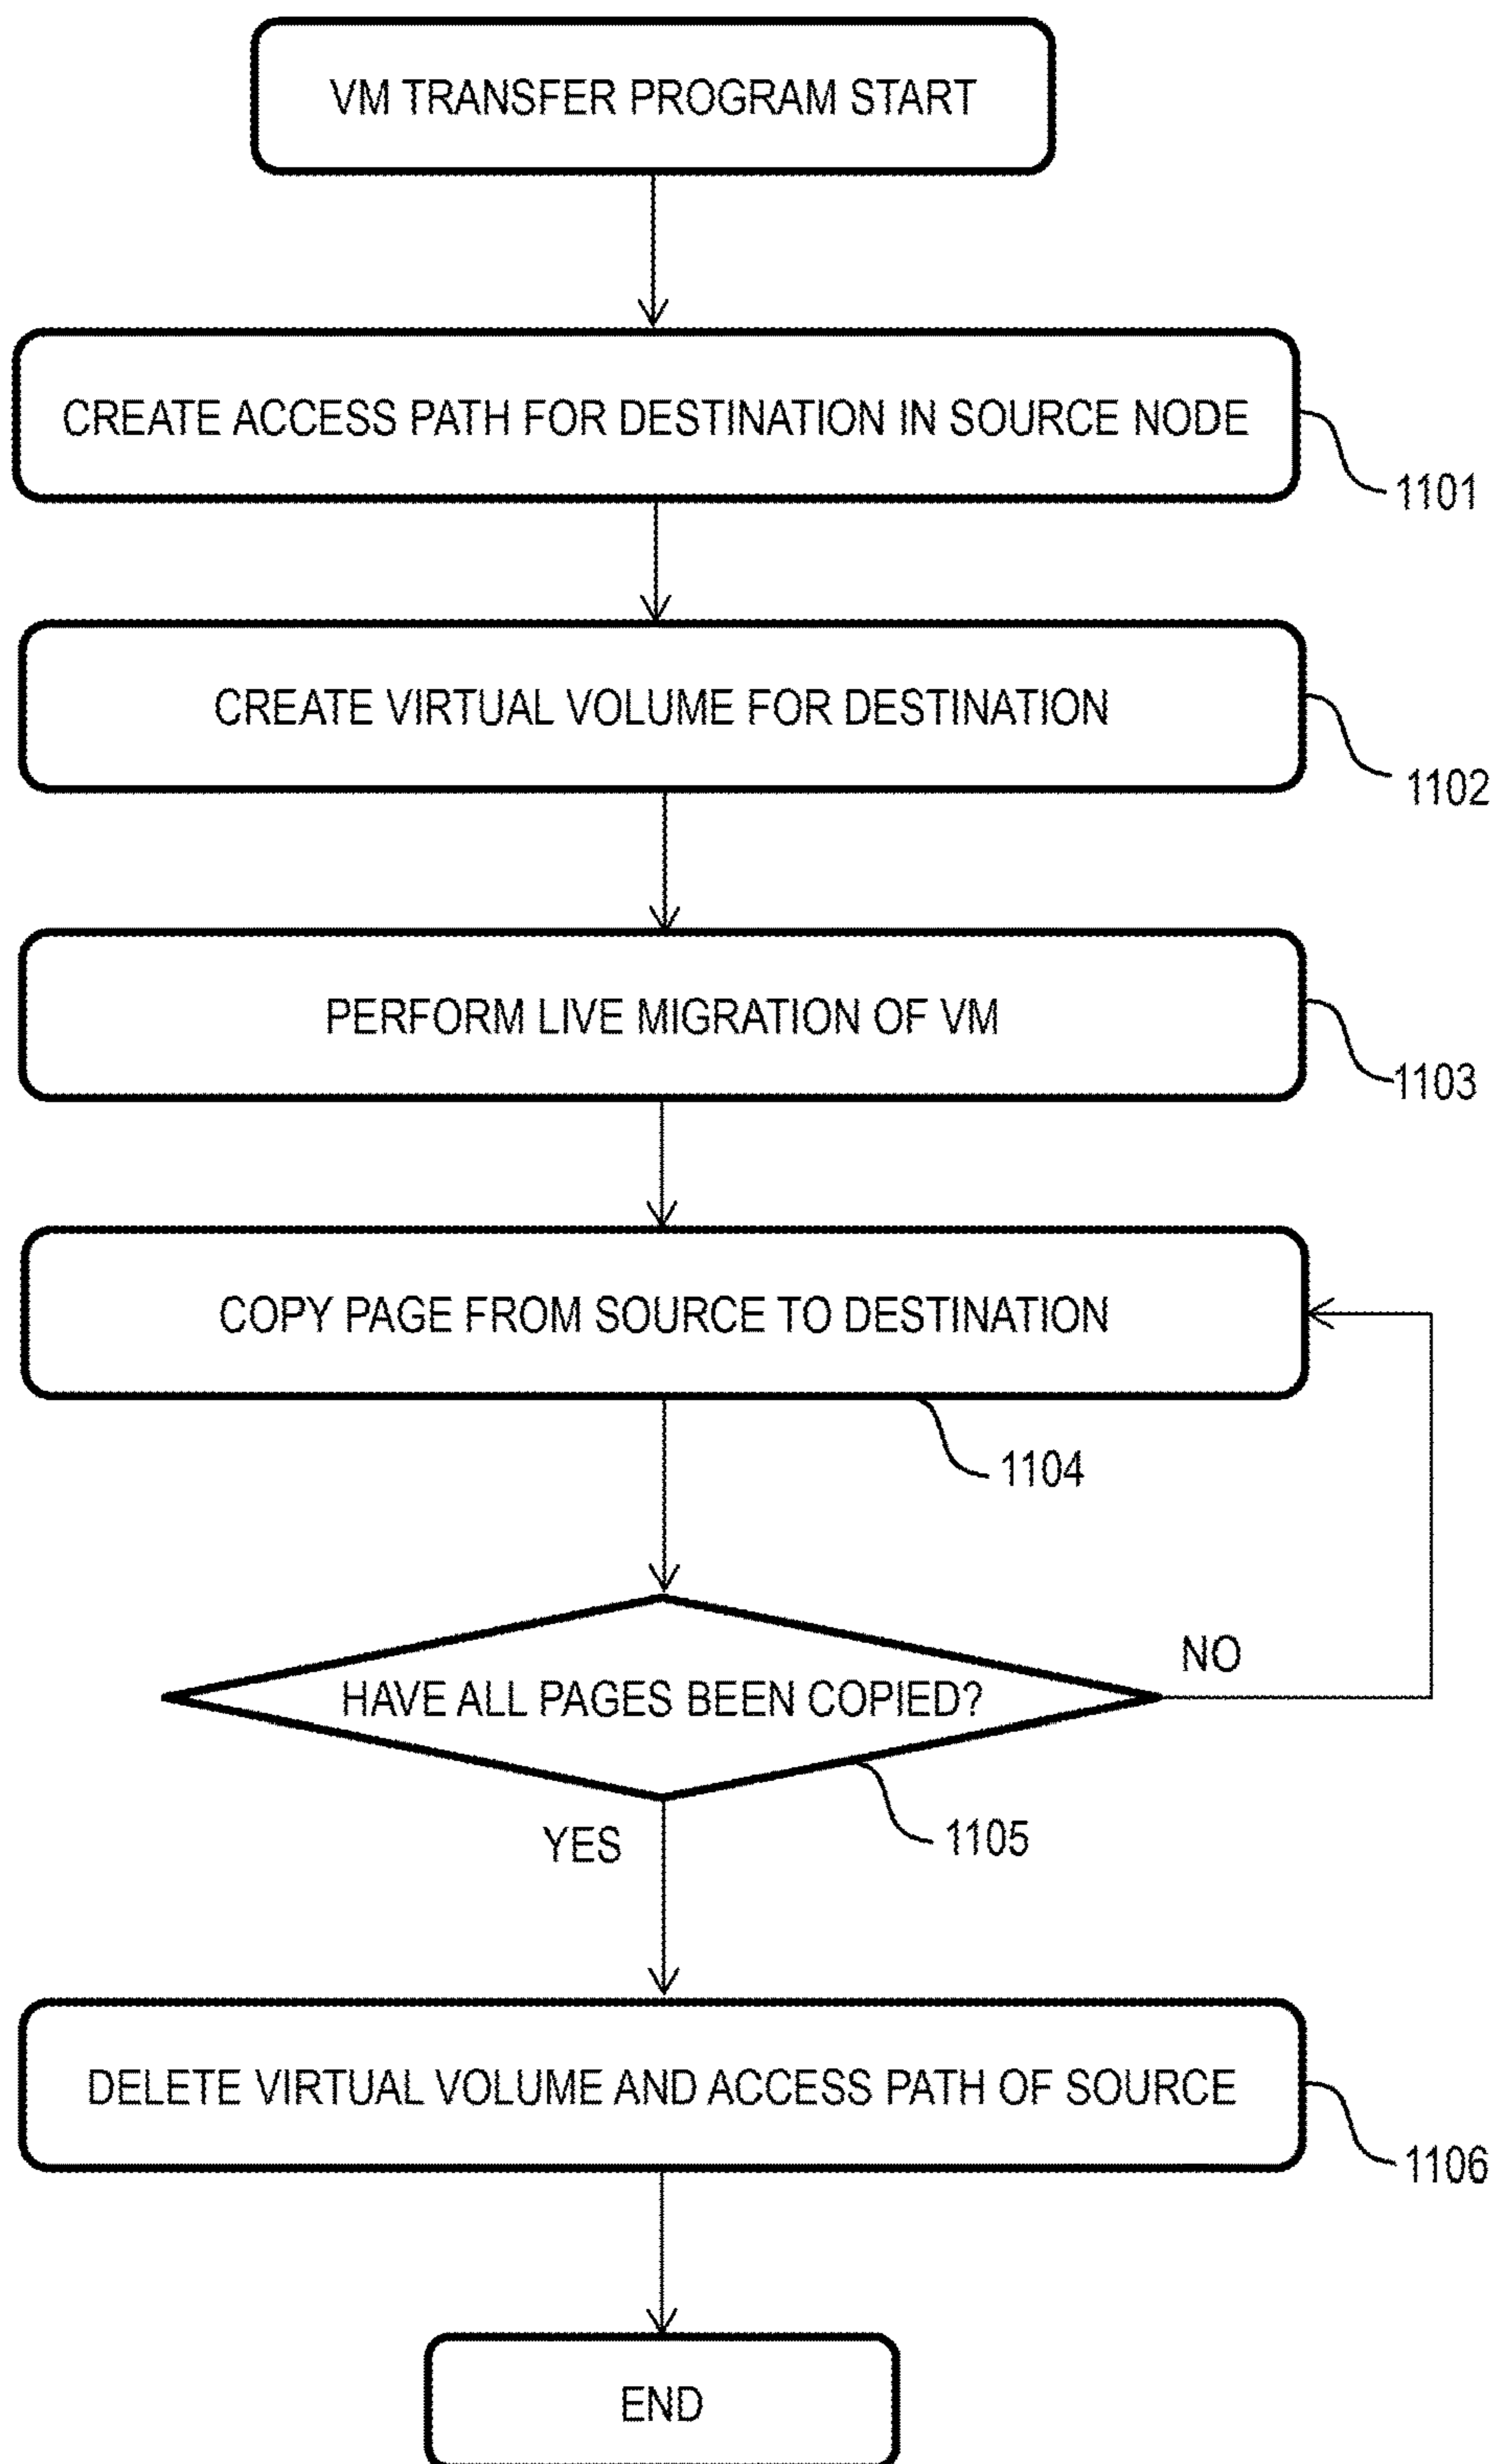 VM TRANSFER PROGRAM START
CREATE ACCESS PATH FOR DESTINATION IN SOURCE NODE
1101
CREATE VIRTUAL VOLUME FOR DESTINATION
1102
PERFORM LIVE MIGRATION OF VM
1103
COPY PAGE FROM SOURCE TO DESTINATION
1104
NO
HAVE ALL PAGES BEEN COPIED?
1105
YES
DELETE VIRTUAL VOLUME AND ACCESS PATH OF SOURCE
1106
END